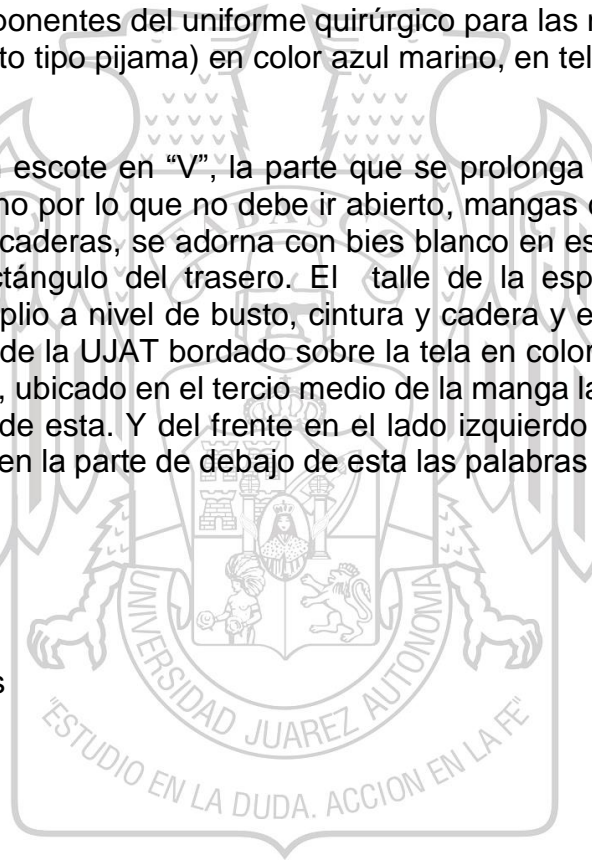 ponentes del uniforme quirúrgico para las
to tipo pijama) en color azul marino, en tel
escote en “V”, la parte que se prolonga
no por lo que no debe ir abierto, mangas
caderas, se adorna con bies blanco en es
ctángulo del trasero. El talle de la esp
plio a nivel de busto, cintura y cadera y e
de la UJAT bordado sobre la tela en color
, ubicado en el tercio medio de la manga la
de esta. Y del frente en el lado izquierdo
en la parte de debajo de esta las palabras
TABASCO
s
UNIVERSIDAD JUAREZ AUTONOMA
“ESTUDIO EN LA DUDA. ACCION EN LA FE”